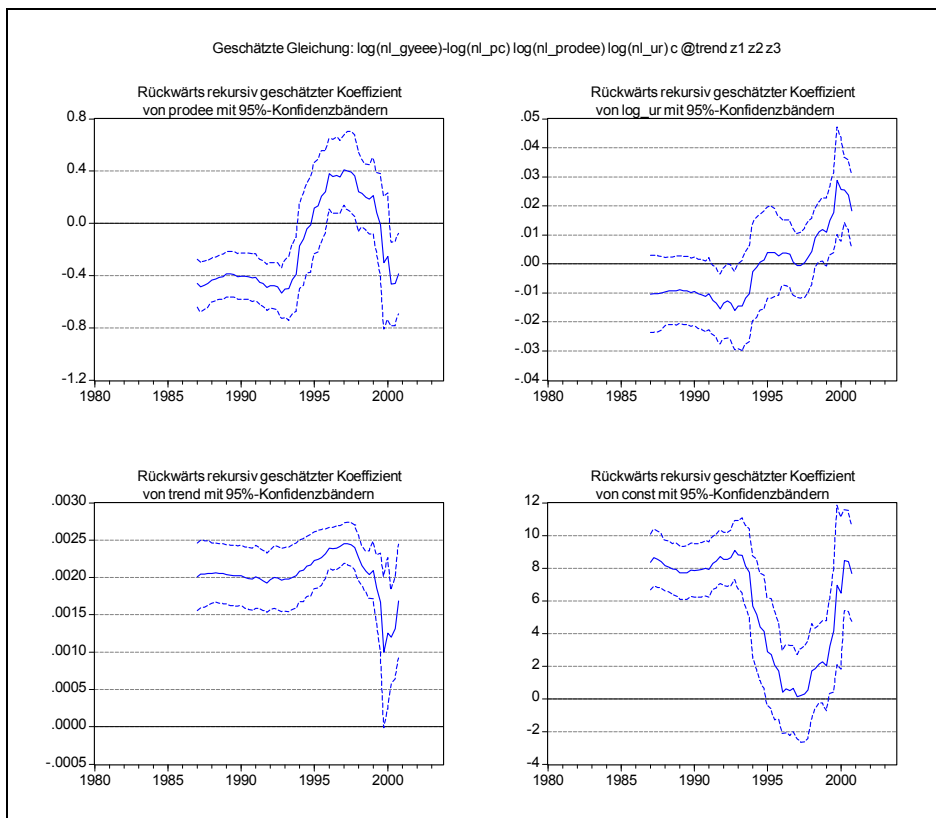 Geschätzte Gleichung: log(nl_gyeee)-log(nl_pc) log(nl_prodee) log(nl_ur) c @trend z1 z2 z3
Rückwärts rekursiv geschätzter Koeffizient
von prodee mit 95%-Konfidenzbändern
0.8
0.4
0.0
-0.4
-0.8
-1.2
1980 1985 1990 1995 2000
Rückwärts rekursiv geschätzter Koeffizient
von log_ur mit 95%-Konfidenzbändern
.05
.04
.03
.02
.01
.00
-.01
-.02
-.03
-.04
1980 1985 1990 1995 2000
Rückwärts rekursiv geschätzter Koeffizient
von trend mit 95%-Konfidenzbändern
.0030
.0025
.0020
.0015
.0010
.0005
.0000
-.0005
1980 1985 1990 1995 2000
Rückwärts rekursiv geschätzter Koeffizient
von const mit 95%-Konfidenzbändern
12
10
8
6
4
2
0
-2
-4
1980 1985 1990 1995 2000